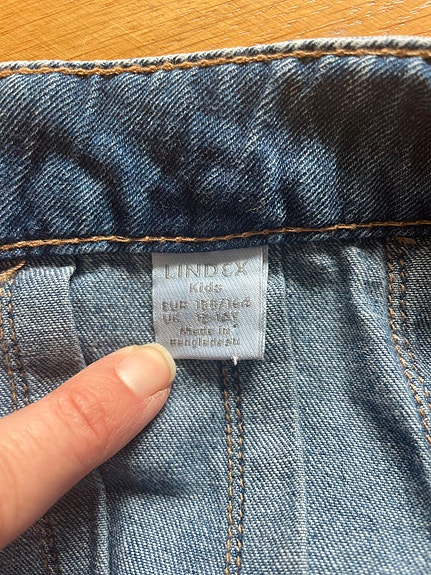 LINDEX
Kids
EUR 158/164
UK 12-14Y
Made in
Bangladesh